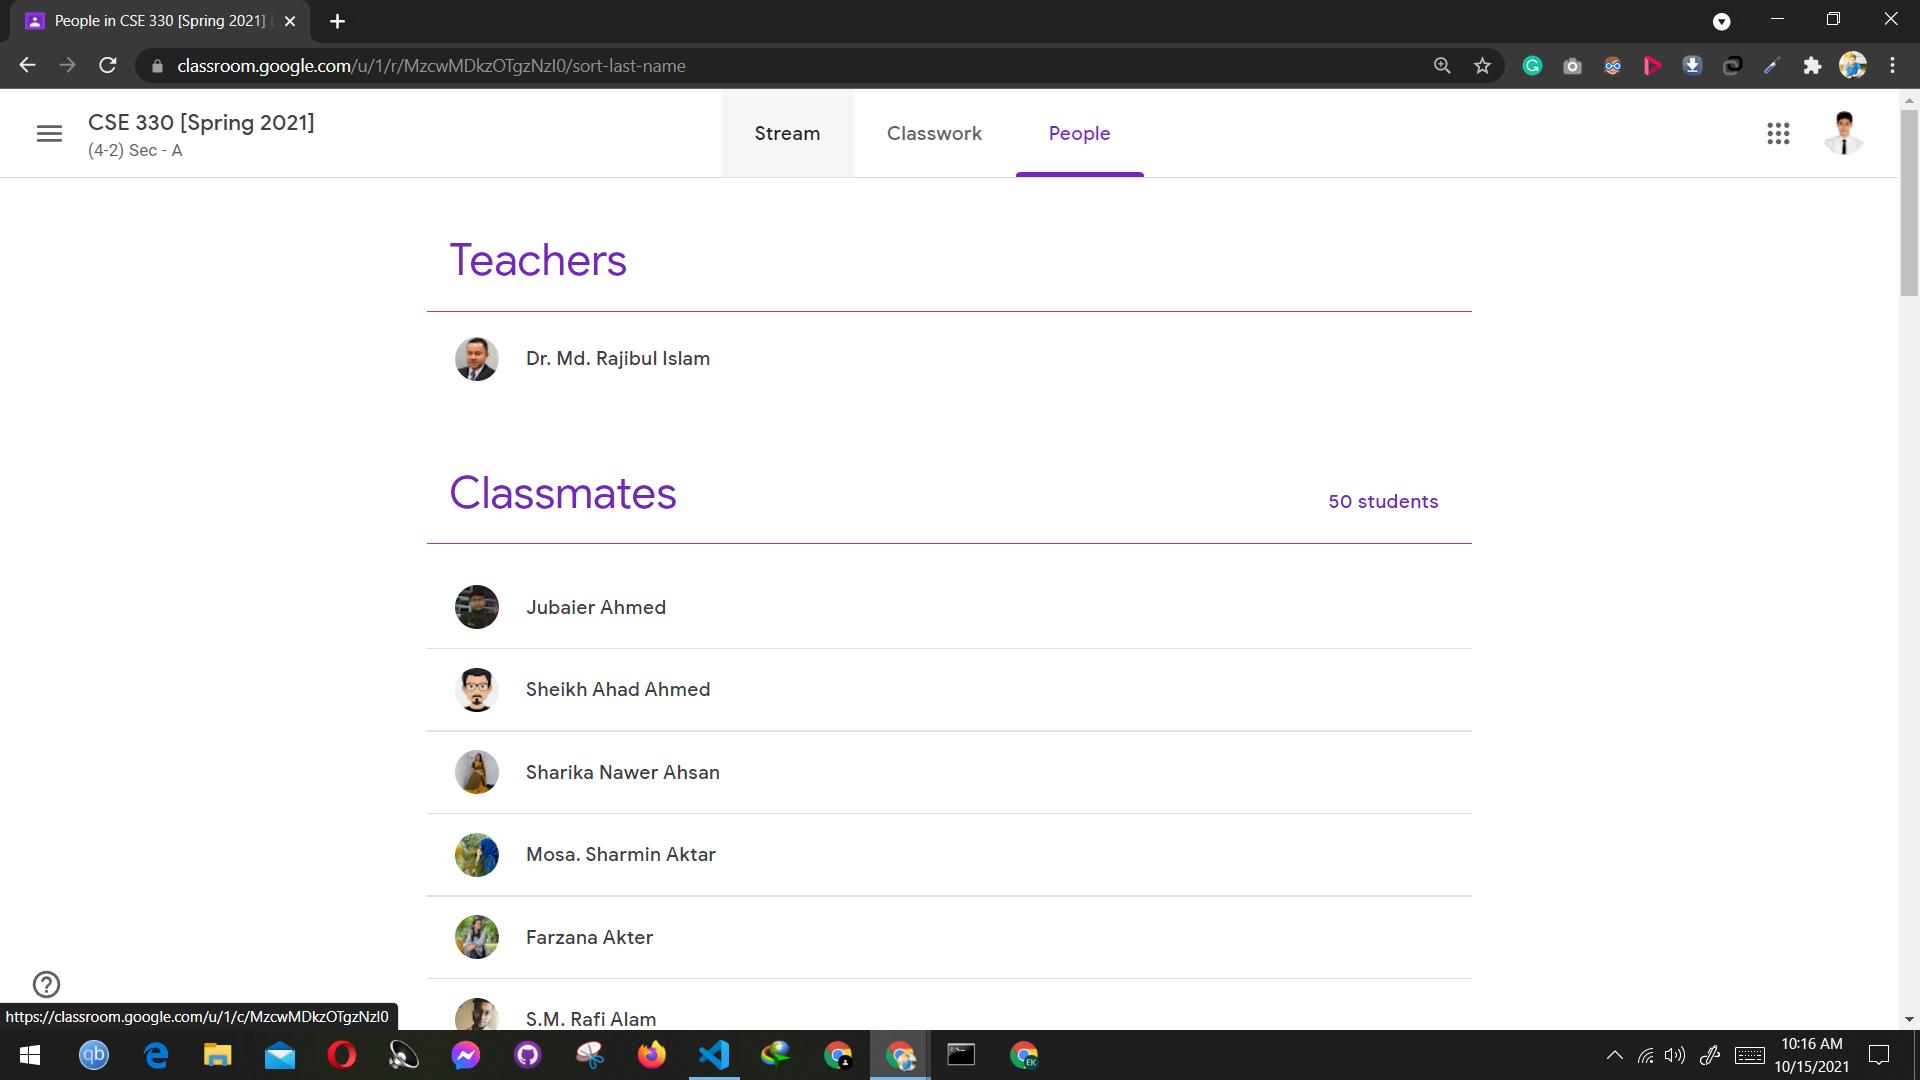 People in CSE 330 [Spring 2021] (
classroom.google.com/u/1/r/MzcwMDkzOTgzNzI0/sort-last-name
CSE 330 [Spring 2021]
(4-2) Sec - A
Stream
Classwork
People
Teachers
Dr. Md. Rajibul Islam
Classmates
50 students
Jubaier Ahmed
Sheikh Ahad Ahmed
Sharika Nawer Ahsan
Mosa. Sharmin Aktar
Farzana Akter
S.M. Rafi Alam
https://classroom.google.com/u/1/c/MzcwMDkzOTgzNzI0
qb
EK
10:16 AM
10/15/2021